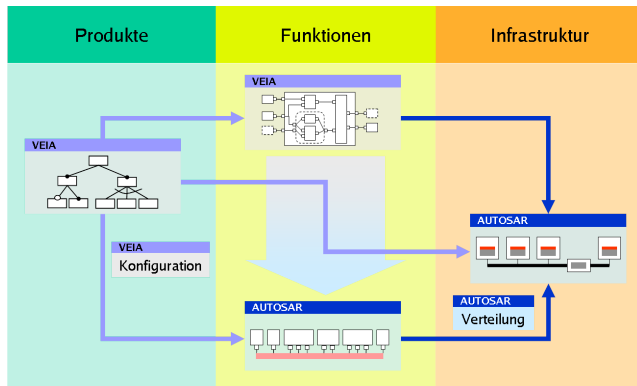 Produkte
Funktionen
Infrastruktur
VEIA
VEIA
AUTOSAR
VEIA
Konfiguration
AUTOSAR
AUTOSAR
Verteilung